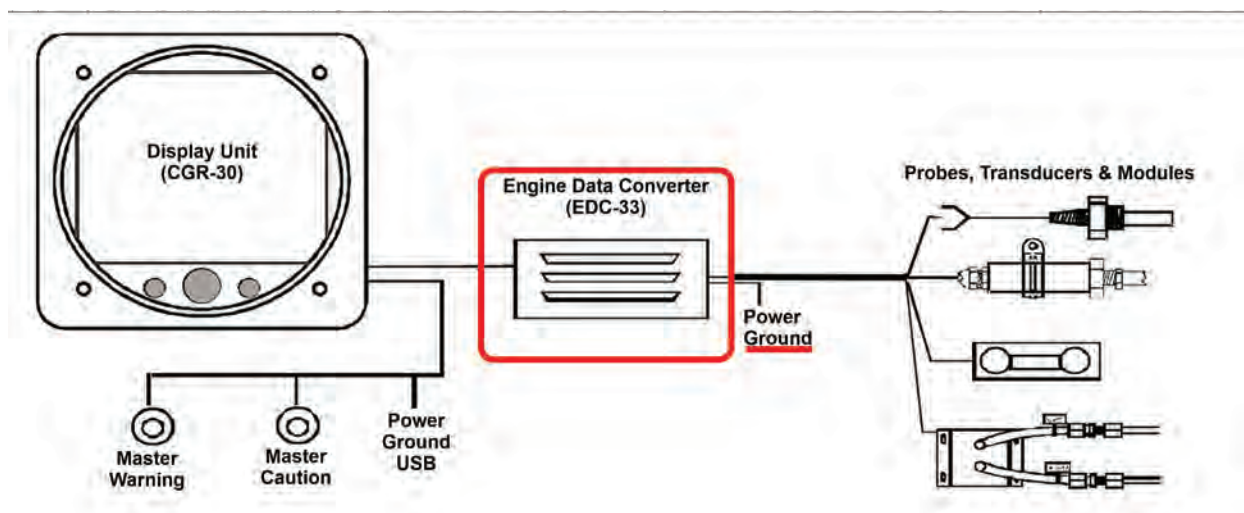 Display Unit
(CGR-30)
Engine Data Converter
(EDC-33)
Probes, Transducers & Modules
Power
Ground
Master
Warning
Master
Caution
Power
Ground
USB